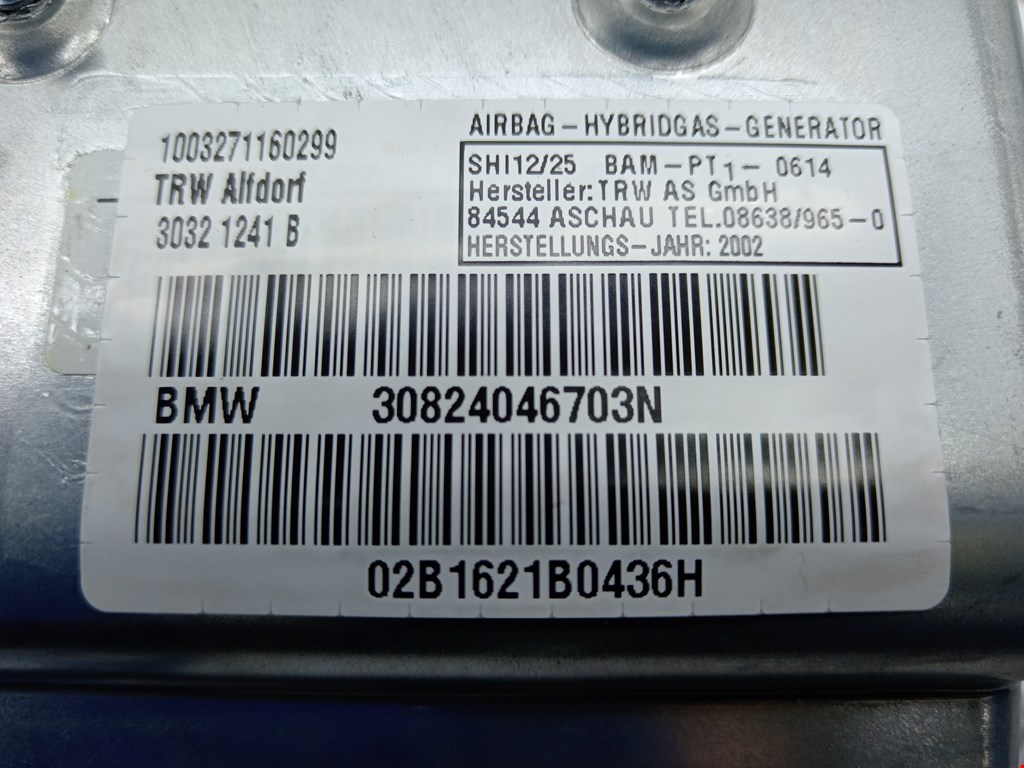 1003271160299
TRW Alfdorf
3032 1241 B
AIRBAG-HYBRIDGAS-GENERATOR
SHI12/25 BAM-PT1-0614
Hersteller:TRW AS GmbH
84544 ASCHAU TEL.08638/965-0
HERSTELLUNGS-JAHR: 2002
BMW 30824046703N
02B1621B0436H